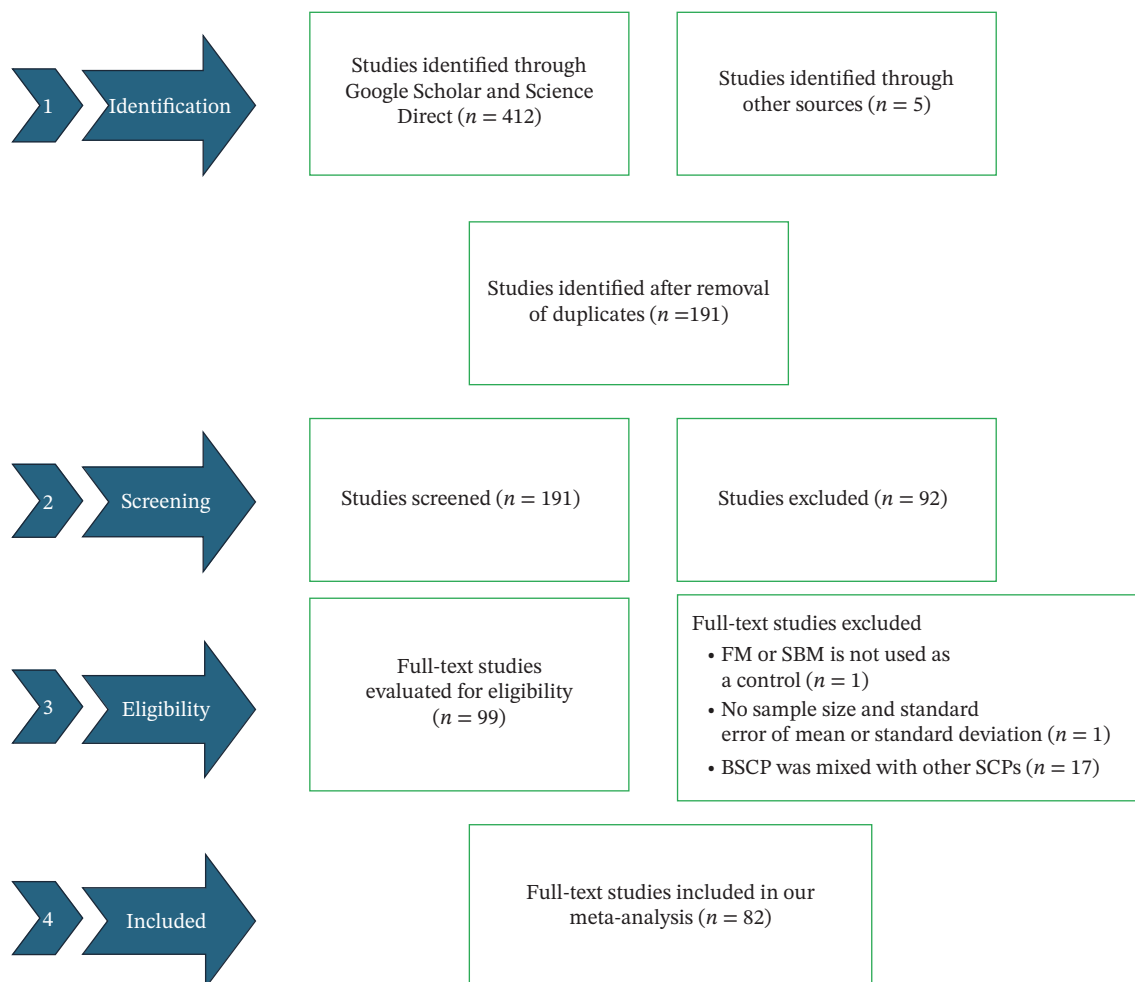 1
Identification
Studies identified through
Google Scholar and Science
Direct (n = 412)
Studies identified through
other sources (n = 5)
Studies identified after removal
of duplicates (n =191)
2
Screening
Studies screened (n = 191)
Studies excluded (n = 92)
3
Eligibility
Full-text studies
evaluated for eligibility
(n = 99)
Full-text studies excluded
• FM or SBM is not used as
a control (n = 1)
• No sample size and standard
error of mean or standard deviation (n = 1)
• BSCP was mixed with other SCPs (n = 17)
4
Included
Full-text studies included in our
meta-analysis (n = 82)